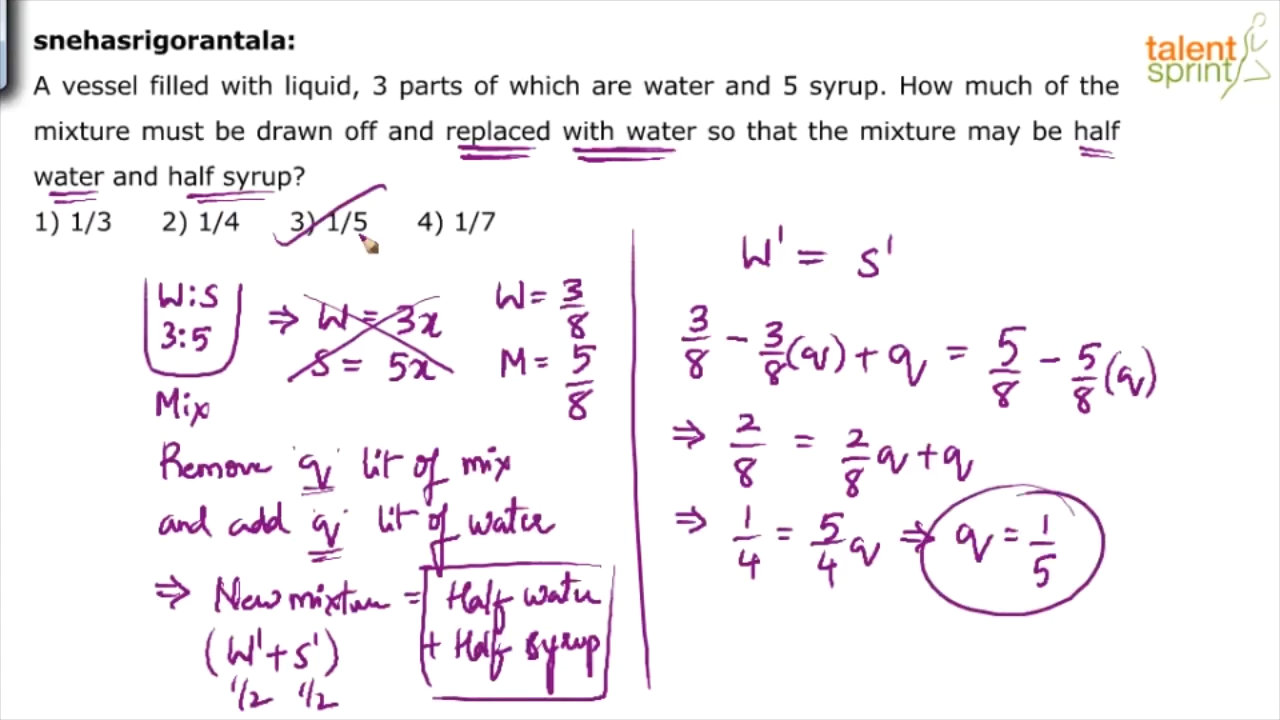 snehasrigorantala:
talent
sprint
A vessel filled with liquid, 3 parts of which are water and 5 syrup. How much of the
mixture must be drawn off and replaced with water so that the mixture may be half
water and half syrup?
1) 1/3 2) 1/4 3) 1/5 4) 1/7
W:S
3:5
Mix
⇒ W = 3x
S = 5x
W = 3/8
M = 5/8
Remove 'q' lit of mix
and add 'q' lit of water
⇒ New mixture = Half water
+ Half syrup
(W' + S')
1/2 1/2
W' = S'
3/8 - 3/8(q) + q = 5/8 - 5/8(q)
⇒ 2/8 = 2/8 q + q
⇒ 1/4 = 5/4 q ⇒ q = 1/5